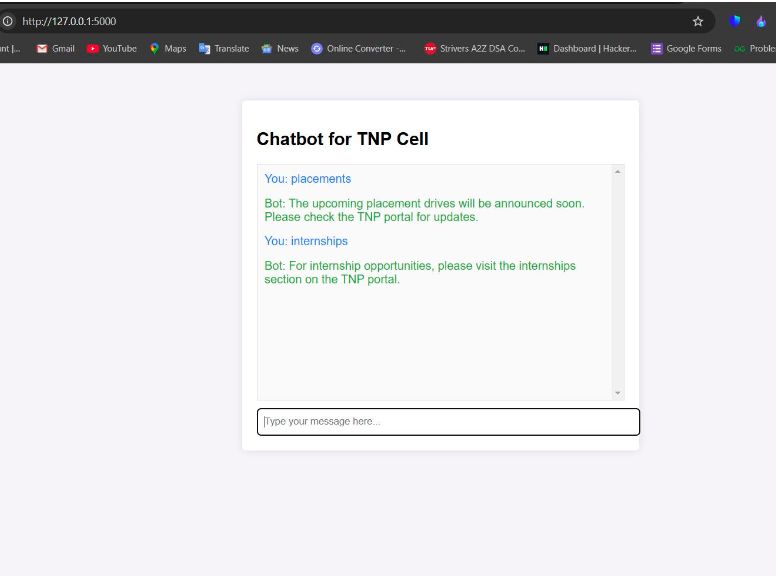 http://127.0.0.1:5000
nt |... Gmail YouTube Maps Translate News Online Converter -... Strivers A2Z DSA Co... Dashboard | Hacker... Google Forms Proble
Chatbot for TNP Cell
You: placements
Bot: The upcoming placement drives will be announced soon.
Please check the TNP portal for updates.
You: internships
Bot: For internship opportunities, please visit the internships
section on the TNP portal.
Type your message here...